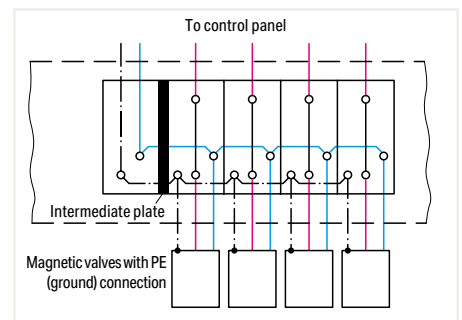 To control panel
Intermediate plate
Magnetic valves with PE
(ground) connection